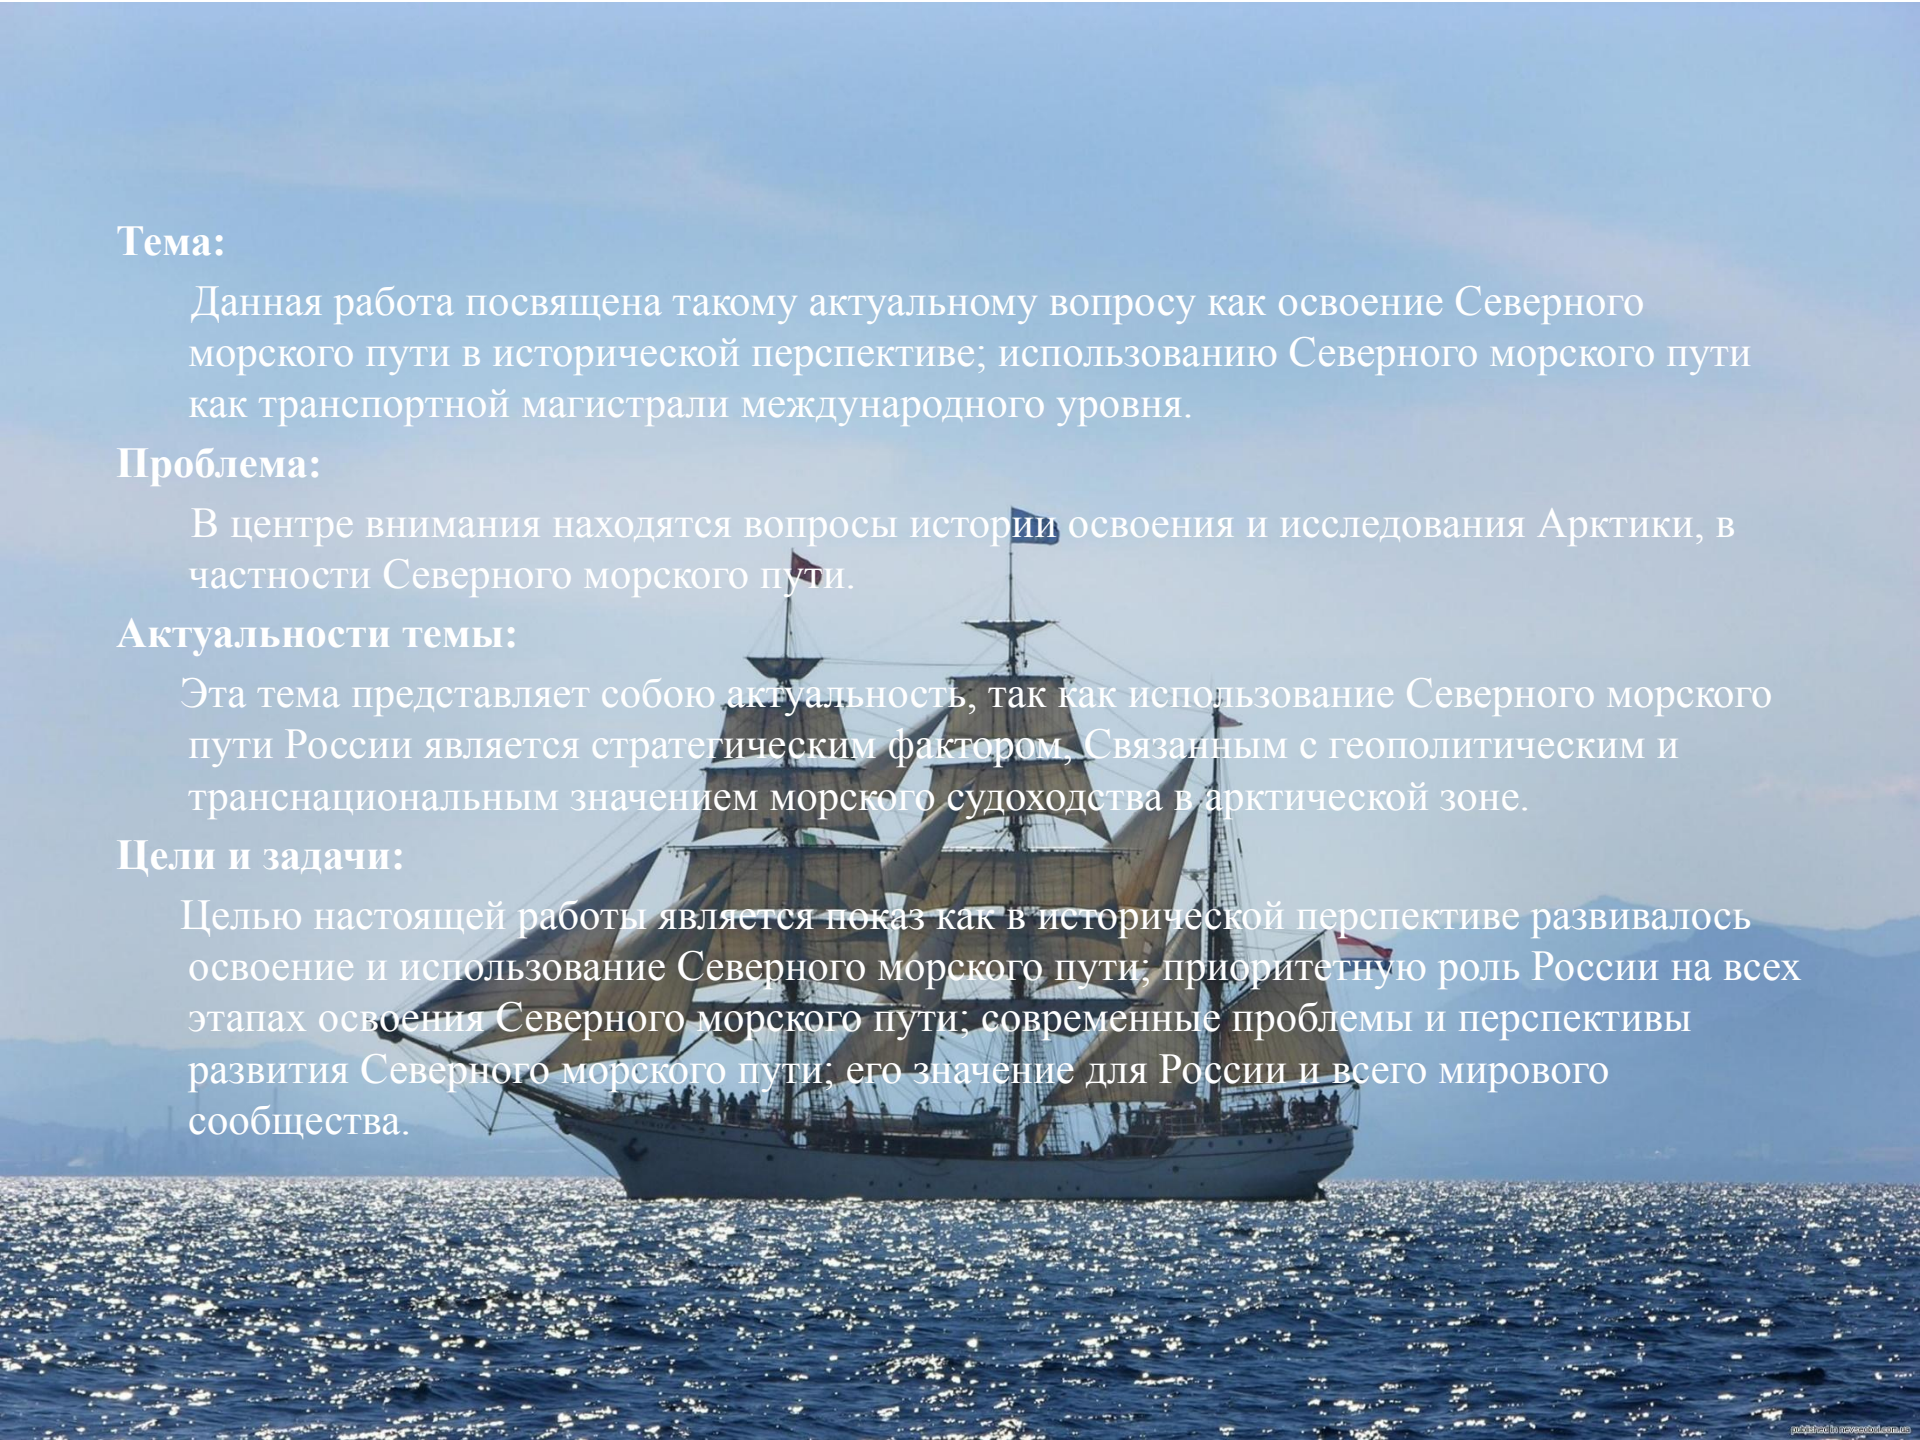 Тема:
Данная работа посвящена такому актуальному вопросу как освоение Северного
морского пути в исторической перспективе; использованию Северного морского пути
как транспортной магистрали международного уровня.
Проблема:
В центре внимания находятся вопросы истории освоения и исследования Арктики, в
частности Северного морского пути.
Актуальности темы:
Эта тема представляет собою актуальность, так как использование Северного морского
пути России является стратегическим фактором, Связанным с геополитическим и
транснациональным значением морского судоходства в арктической зоне.
Цели и задачи:
Целью настоящей работы является показ как в исторической перспективе развивалось
освоение и использование Северного морского пути; приоритетную роль России на всех
этапах освоения Северного морского пути; современные проблемы и перспективы
развития Северного морского пути; его значение для России и всего мирового
сообщества.
published in